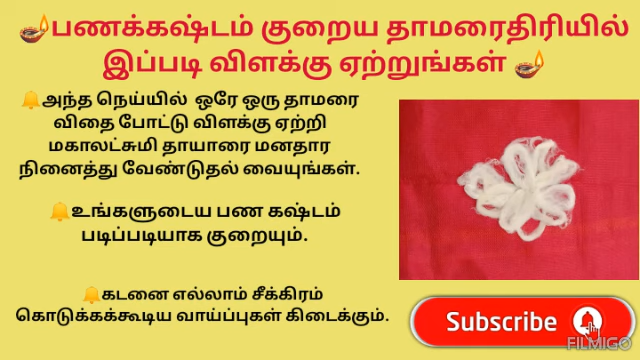 🪔பணக்கஷ்டம் குறைய தாமரைதிரியில்
இப்படி விளக்கு ஏற்றுங்கள் 🪔
🔔அந்த நெய்யில் ஒரே ஒரு தாமரை
விதை போட்டு விளக்கு ஏற்றி
மகாலட்சுமி தாயாரை மனதார
நினைத்து வேண்டுதல் வையுங்கள்.
🔔உங்களுடைய பண கஷ்டம்
படிப்படியாக குறையும்.
🔔கடனை எல்லாம் சீக்கிரம்
கொடுக்கக்கூடிய வாய்ப்புகள் கிடைக்கும்.
Subscribe
FILMIGO